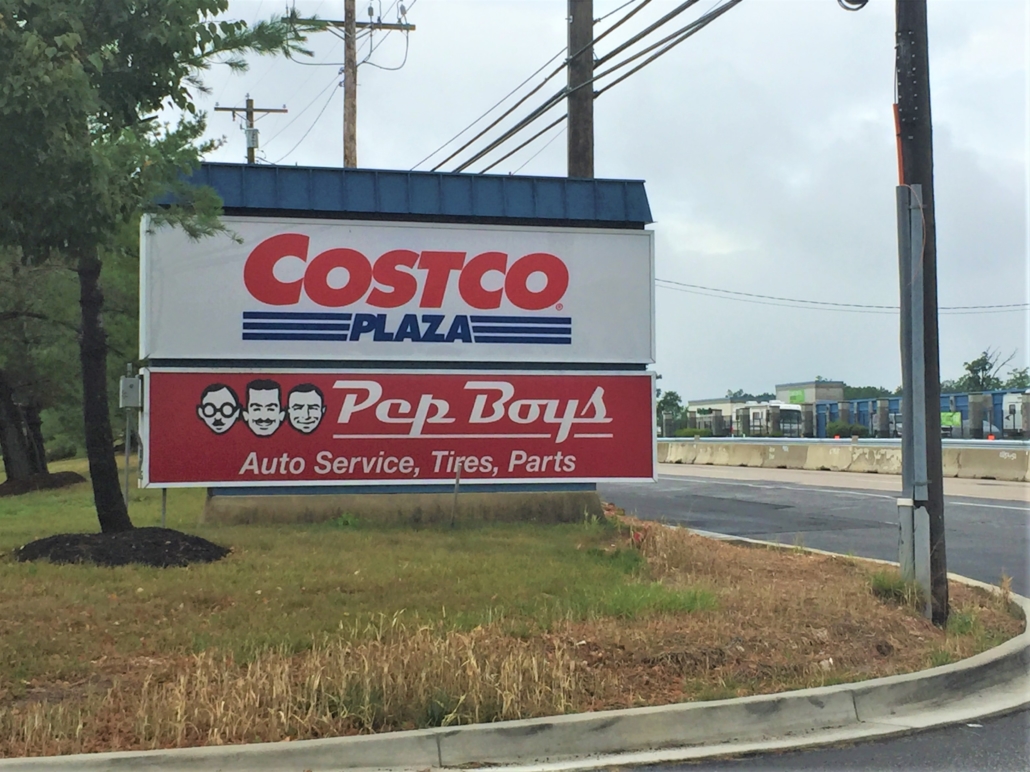 COSTCO®
PLAZA
Pep Boys
Auto Service, Tires, Parts